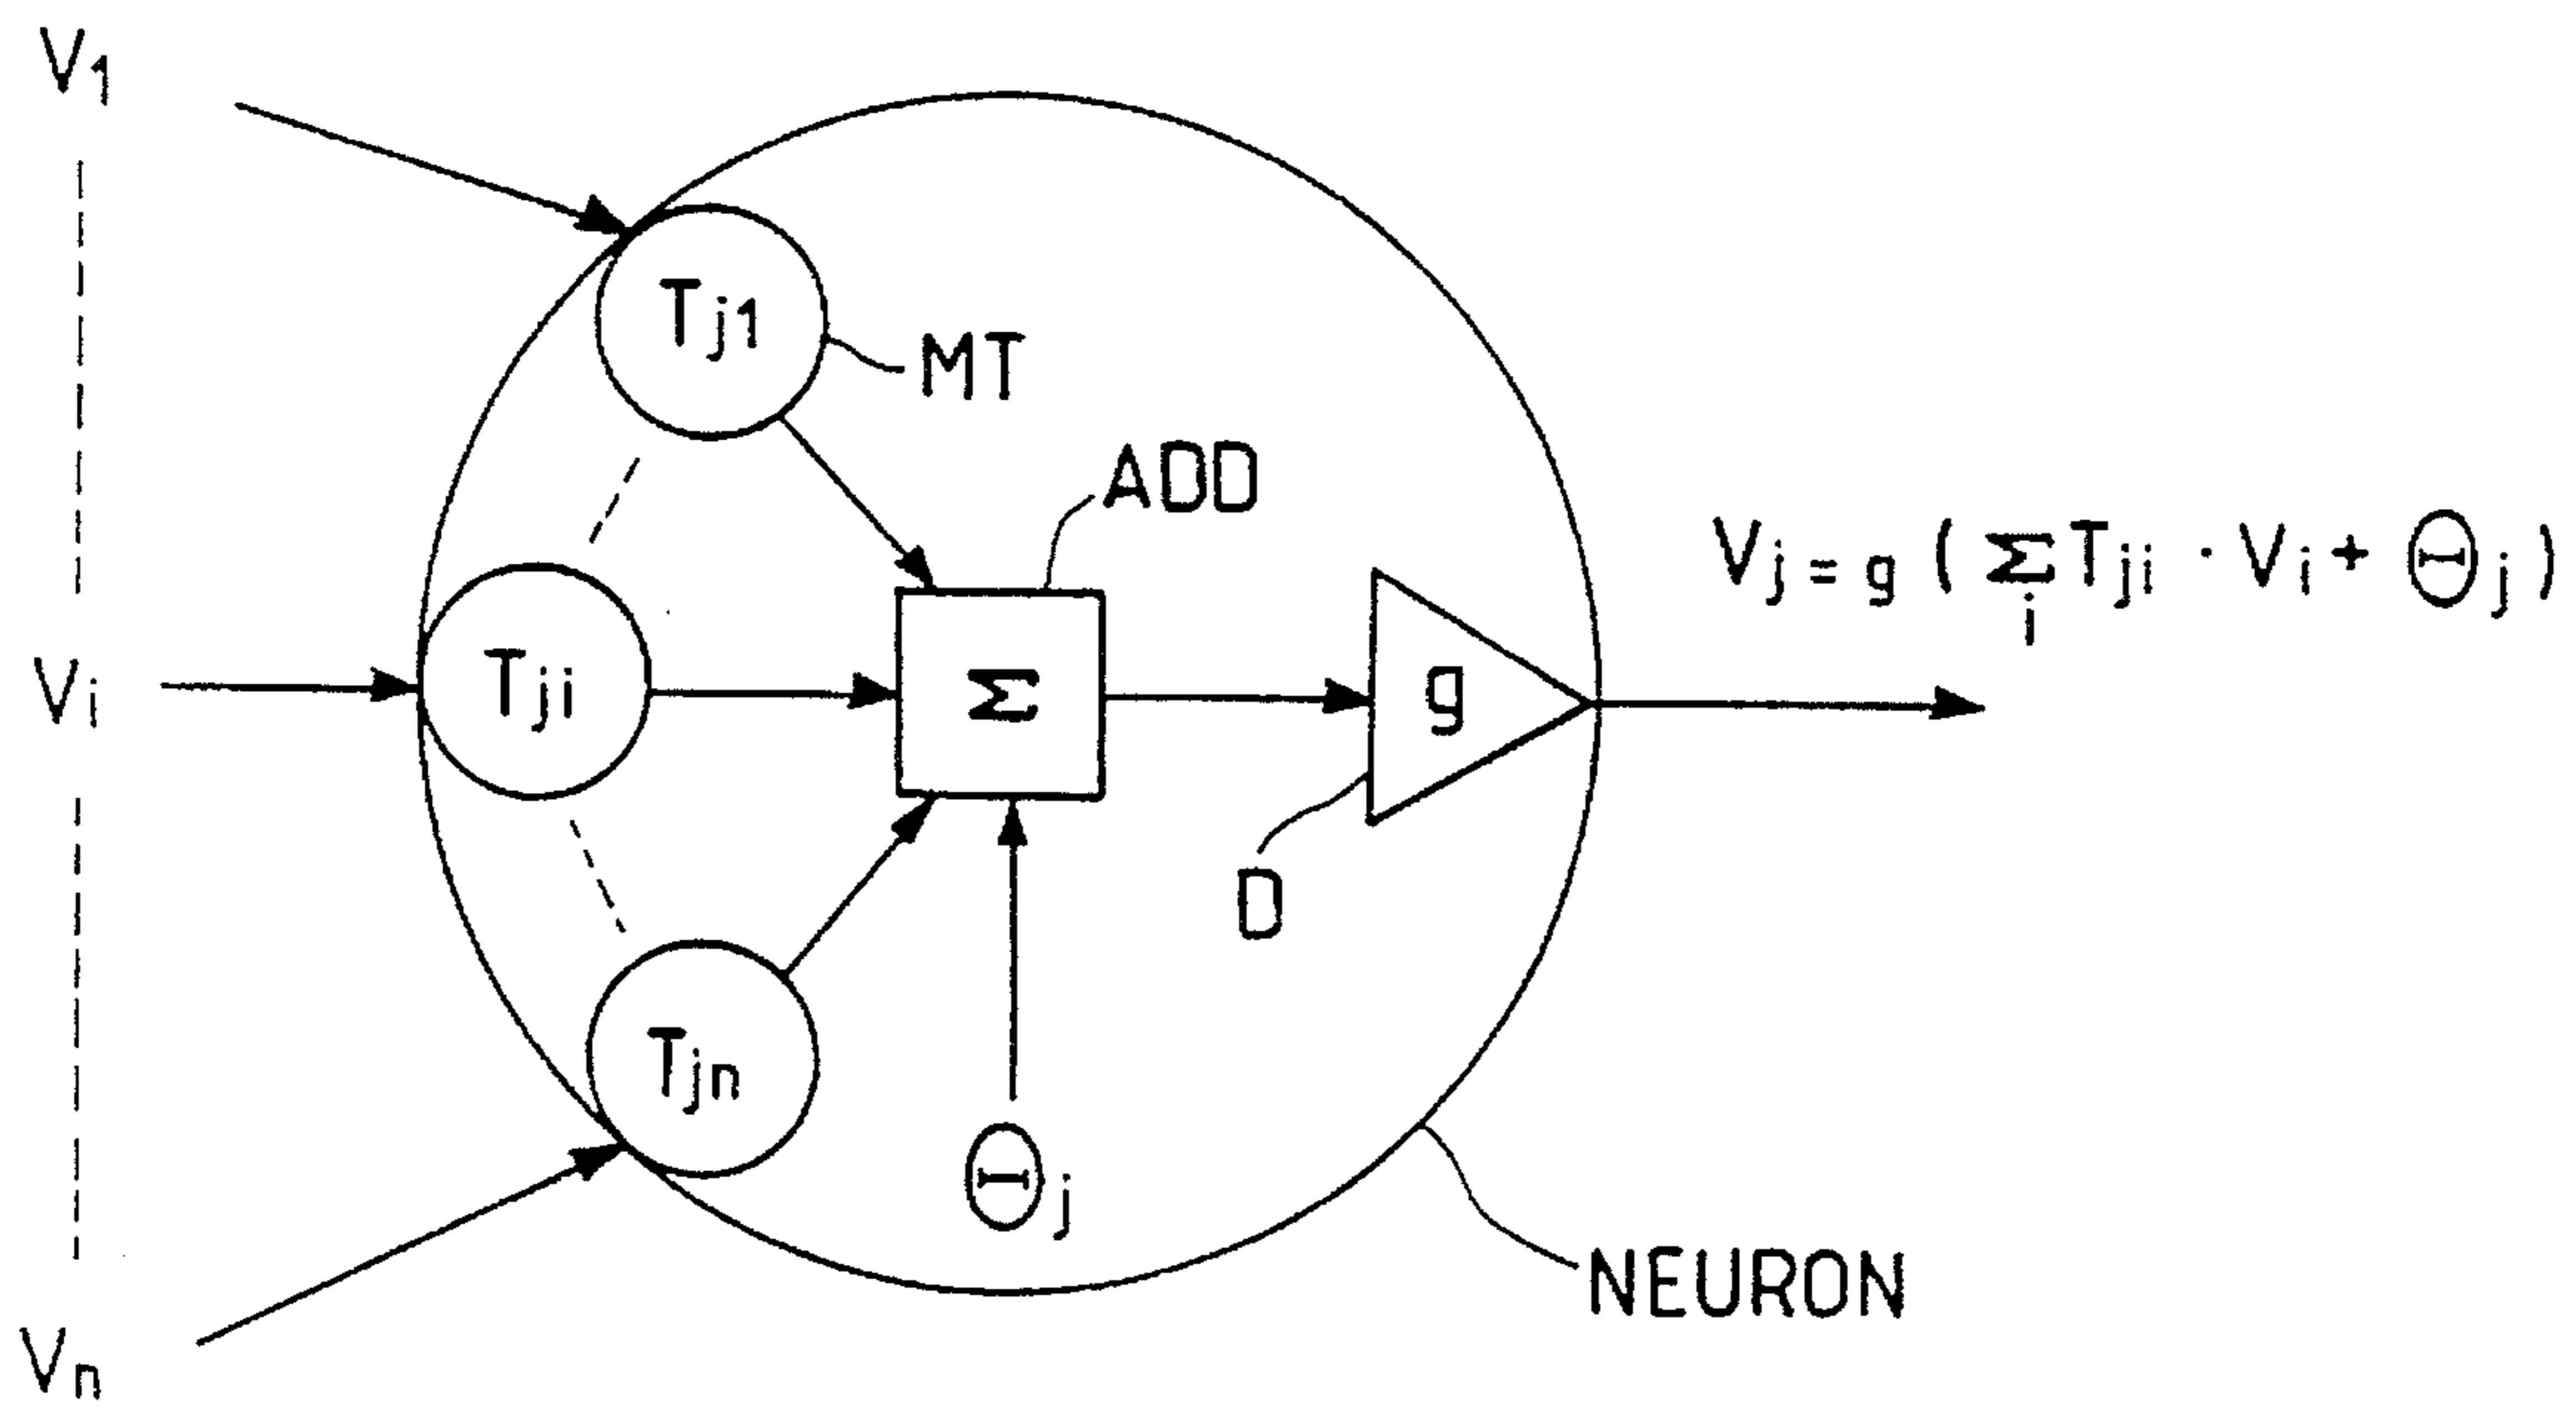 V1
Tj1
MT
ADD
Vj = g ( Σi Tji · Vi + Θj )
Vi
Tji
Σ
g
D
Tjn
Θj
NEURON
Vn